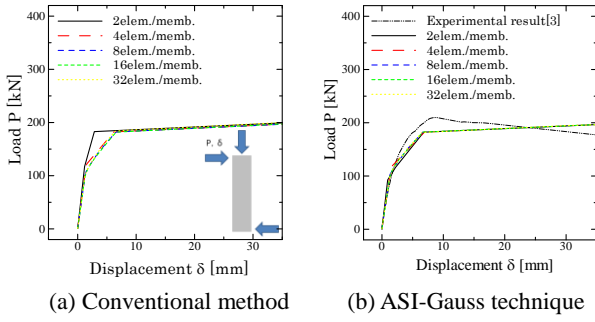 2elem./memb.
4elem./memb.
8elem./memb.
16elem./memb.
32elem./memb.
400
300
200
100
0
Load P [kN]
P, δ
0
10
20
30
Displacement δ [mm]
(a) Conventional method
Experimental result[3]
2elem./memb.
4elem./memb.
8elem./memb.
16elem./memb.
32elem./memb.
400
300
200
100
0
Load P [kN]
0
10
20
30
Displacement δ [mm]
(b) ASI-Gauss technique